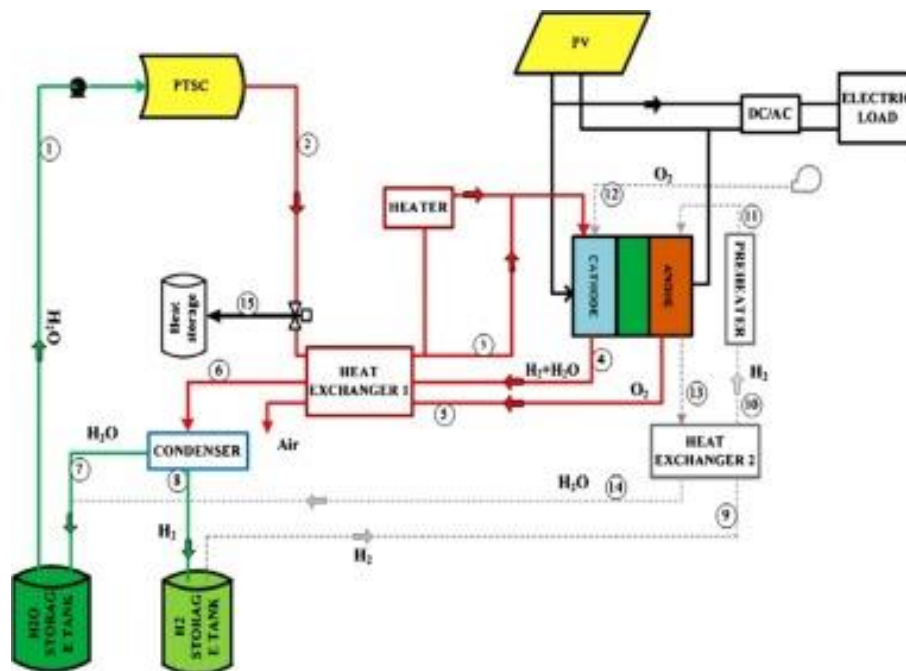 PV
PTSC
DC/AC
ELECTRIC
LOAD
1
2
O₂
12
11
HEATER
CATHODE
ANODE
PREHEATER
Heat
storage
15
H₂O
3
HEAT
EXCHANGER 1
H₂+H₂O
4
6
O₂
5
13
H₂
10
Air
H₂O
CONDENSER
HEAT
EXCHANGER 2
7
8
H₂O
14
9
H₂
H₂
H2O
STORAG
E TANK
H2
STORAG
E TANK